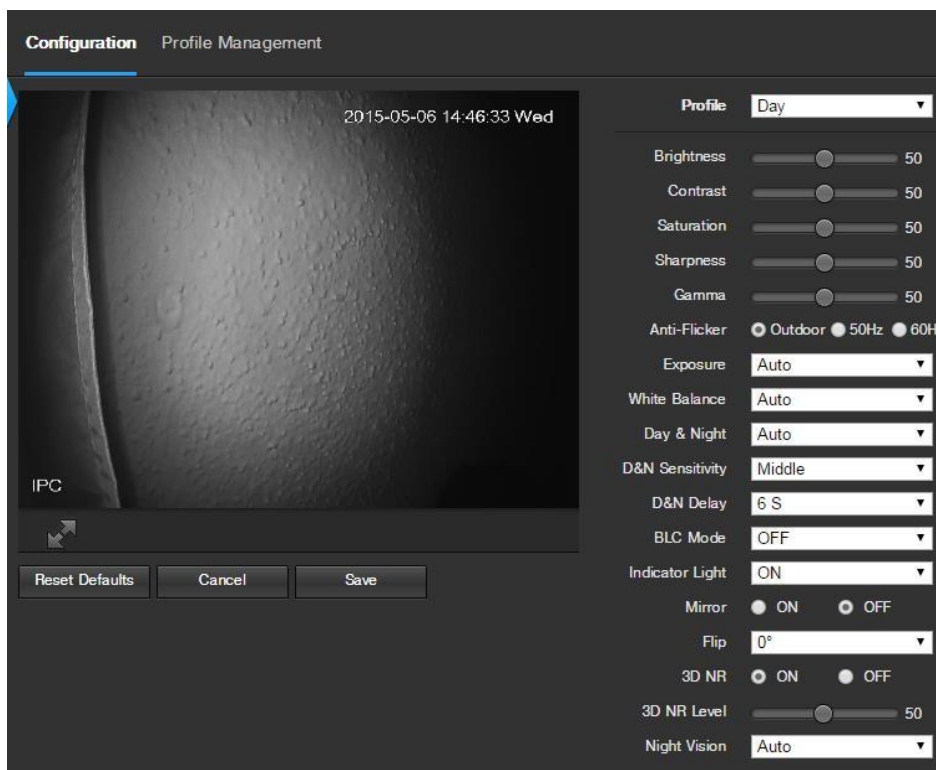 Configuration Profile Management
2015-05-06 14:46:33 Wed
IPC
Reset Defaults Cancel Save
Profile Day
Brightness 50
Contrast 50
Saturation 50
Sharpness 50
Gamma 50
Anti-Flicker Outdoor 50Hz 60H
Exposure Auto
White Balance Auto
Day & Night Auto
D&N Sensitivity Middle
D&N Delay 6 S
BLC Mode OFF
Indicator Light ON
Mirror ON OFF
Flip 0°
3D NR ON OFF
3D NR Level 50
Night Vision Auto